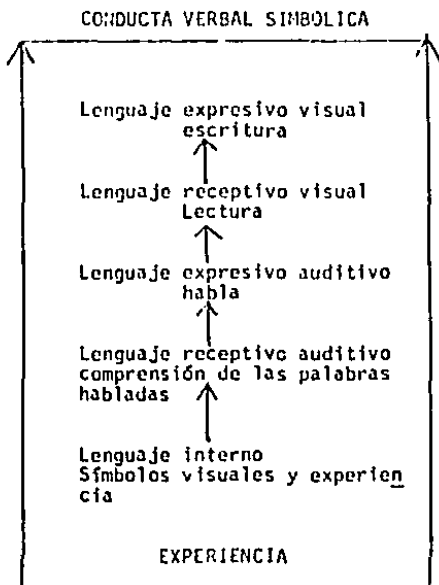 CONDUCTA VERBAL SIMBOLICA
Lenguaje expresivo visual
escritura
Lenguaje receptivo visual
Lectura
Lenguaje expresivo auditivo
habla
Lenguaje receptivo auditivo
comprensión de las palabras
habladas
Lenguaje interno
Símbolos visuales y experien
cia
EXPERIENCIA